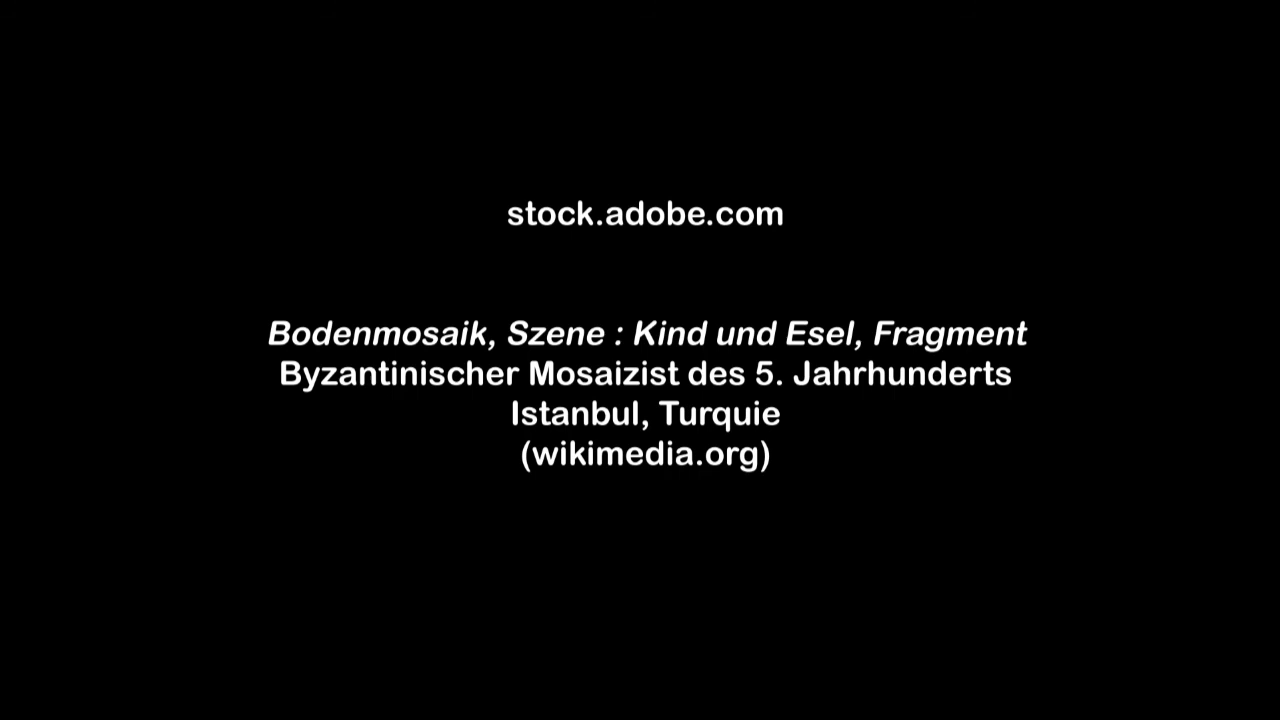 stock.adobe.com
Bodenmosaik, Szene : Kind und Esel, Fragment
Byzantinischer Mosaizist des 5. Jahrhunderts
Istanbul, Turquie
(wikimedia.org)